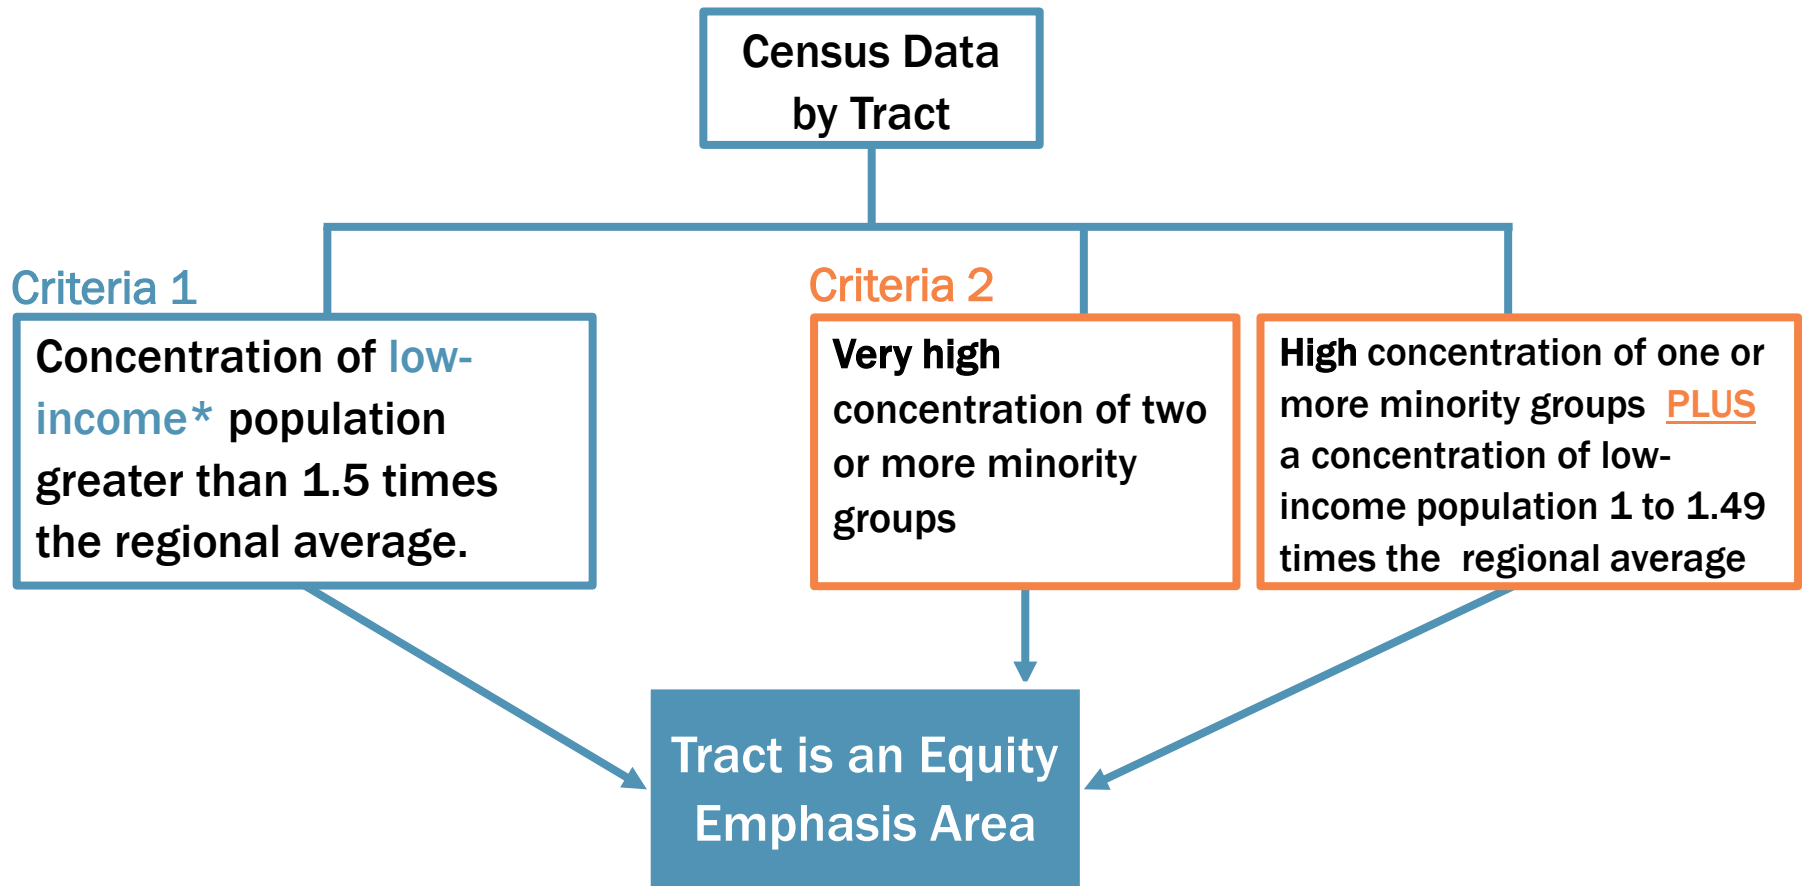 Census Data
by Tract
Criteria 1
Concentration of low-
income* population
greater than 1.5 times
the regional average.
Criteria 2
Very high
concentration of two
or more minority
groups
High concentration of one or
more minority groups PLUS
a concentration of low-
income population 1 to 1.49
times the regional average
Tract is an Equity
Emphasis Area